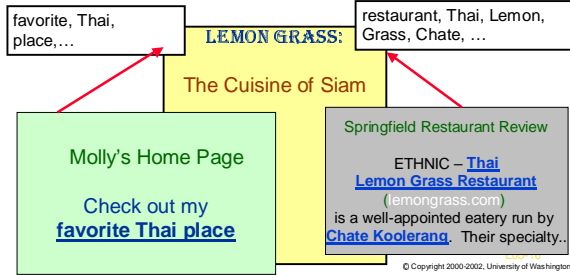 favorite, Thai,
place,…
restaurant, Thai, Lemon,
Grass, Chate, …
LEMON GRASS:
The Cuisine of Siam
Molly's Home Page
Check out my
favorite Thai place
Springfield Restaurant Review
ETHNIC – Thai
Lemon Grass Restaurant
(lemongrass.com)
is a well-appointed eatery run by
Chate Koolerang. Their specialty..
© Copyright 2000-2002, University of Washington